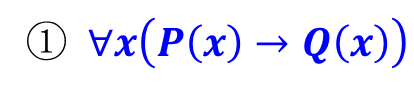 ① ∀x(P(x) → Q(x))